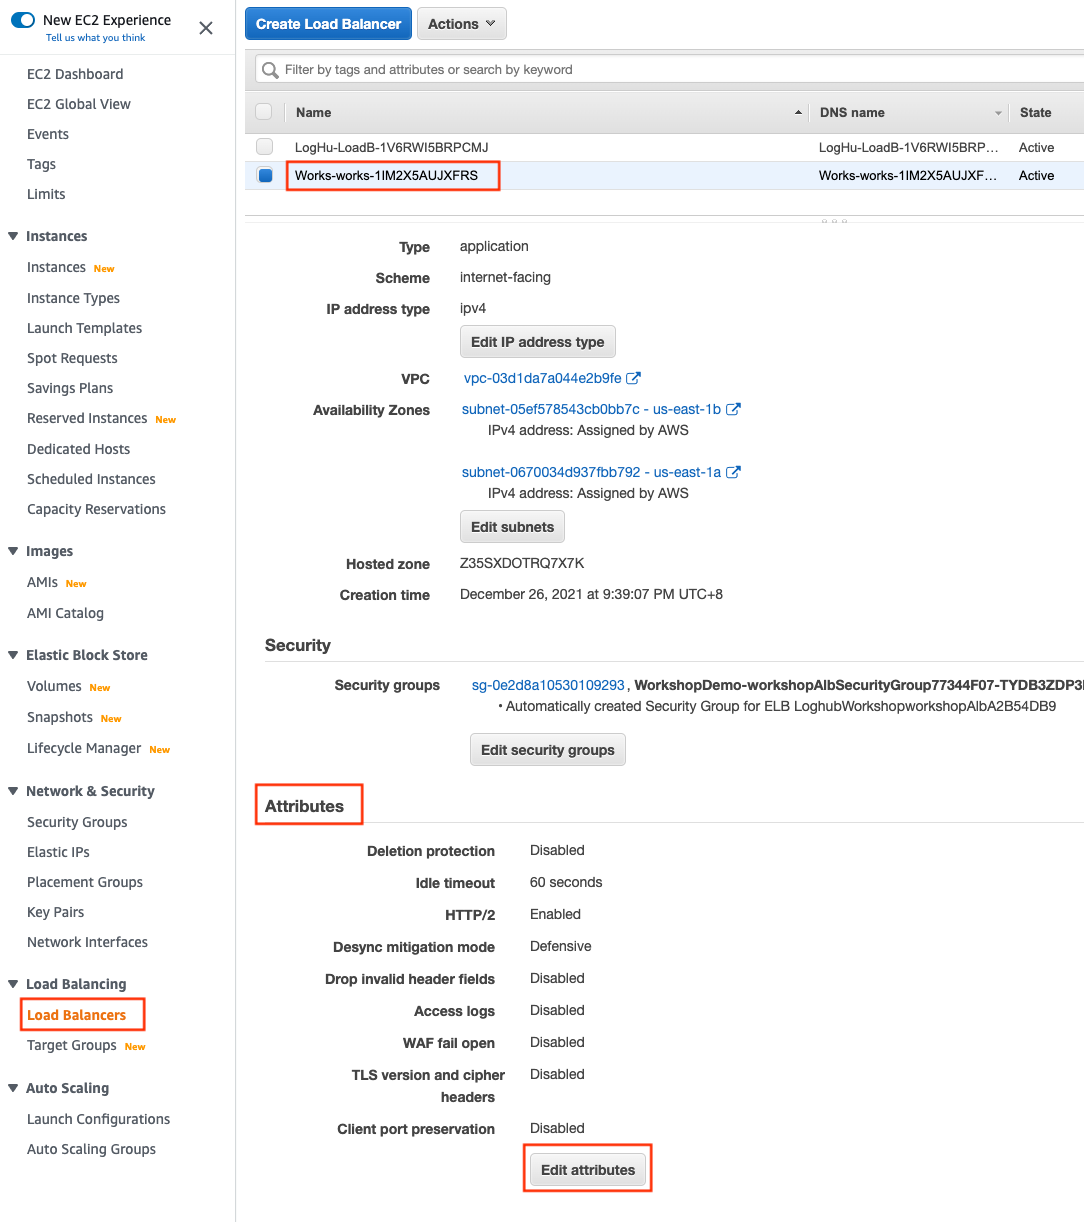 New EC2 Experience
Tell us what you think
EC2 Dashboard
EC2 Global View
Events
Tags
Limits
Instances
Instances New
Instance Types
Launch Templates
Spot Requests
Savings Plans
Reserved Instances New
Dedicated Hosts
Scheduled Instances
Capacity Reservations
Images
AMIs New
AMI Catalog
Elastic Block Store
Volumes New
Snapshots New
Lifecycle Manager New
Network & Security
Security Groups
Elastic IPs
Placement Groups
Key Pairs
Network Interfaces
Load Balancing
Load Balancers
Target Groups New
Auto Scaling
Launch Configurations
Auto Scaling Groups
Create Load Balancer Actions
Filter by tags and attributes or search by keyword
Name DNS name State
LogHu-LoadB-1V6RWI5BRPCMJ LogHu-LoadB-1V6RWI5BRP… Active
Works-works-1IM2X5AUJXFRS Works-works-1IM2X5AUJXF… Active
Type application
Scheme internet-facing
IP address type ipv4
Edit IP address type
VPC vpc-03d1da7a044e2b9fe
Availability Zones subnet-05ef578543cb0bb7c - us-east-1b
IPv4 address: Assigned by AWS
subnet-0670034d937fbb792 - us-east-1a
IPv4 address: Assigned by AWS
Edit subnets
Hosted zone Z35SXDOTRQ7X7K
Creation time December 26, 2021 at 9:39:07 PM UTC+8
Security
Security groups sg-0e2d8a10530109293, WorkshopDemo-workshopAlbSecurityGroup77344F07-TYDB3ZDP3
• Automatically created Security Group for ELB LoghubWorkshopworkshopAlbA2B54DB9
Edit security groups
Attributes
Deletion protection Disabled
Idle timeout 60 seconds
HTTP/2 Enabled
Desync mitigation mode Defensive
Drop invalid header fields Disabled
Access logs Disabled
WAF fail open Disabled
TLS version and cipher headers Disabled
Client port preservation Disabled
Edit attributes